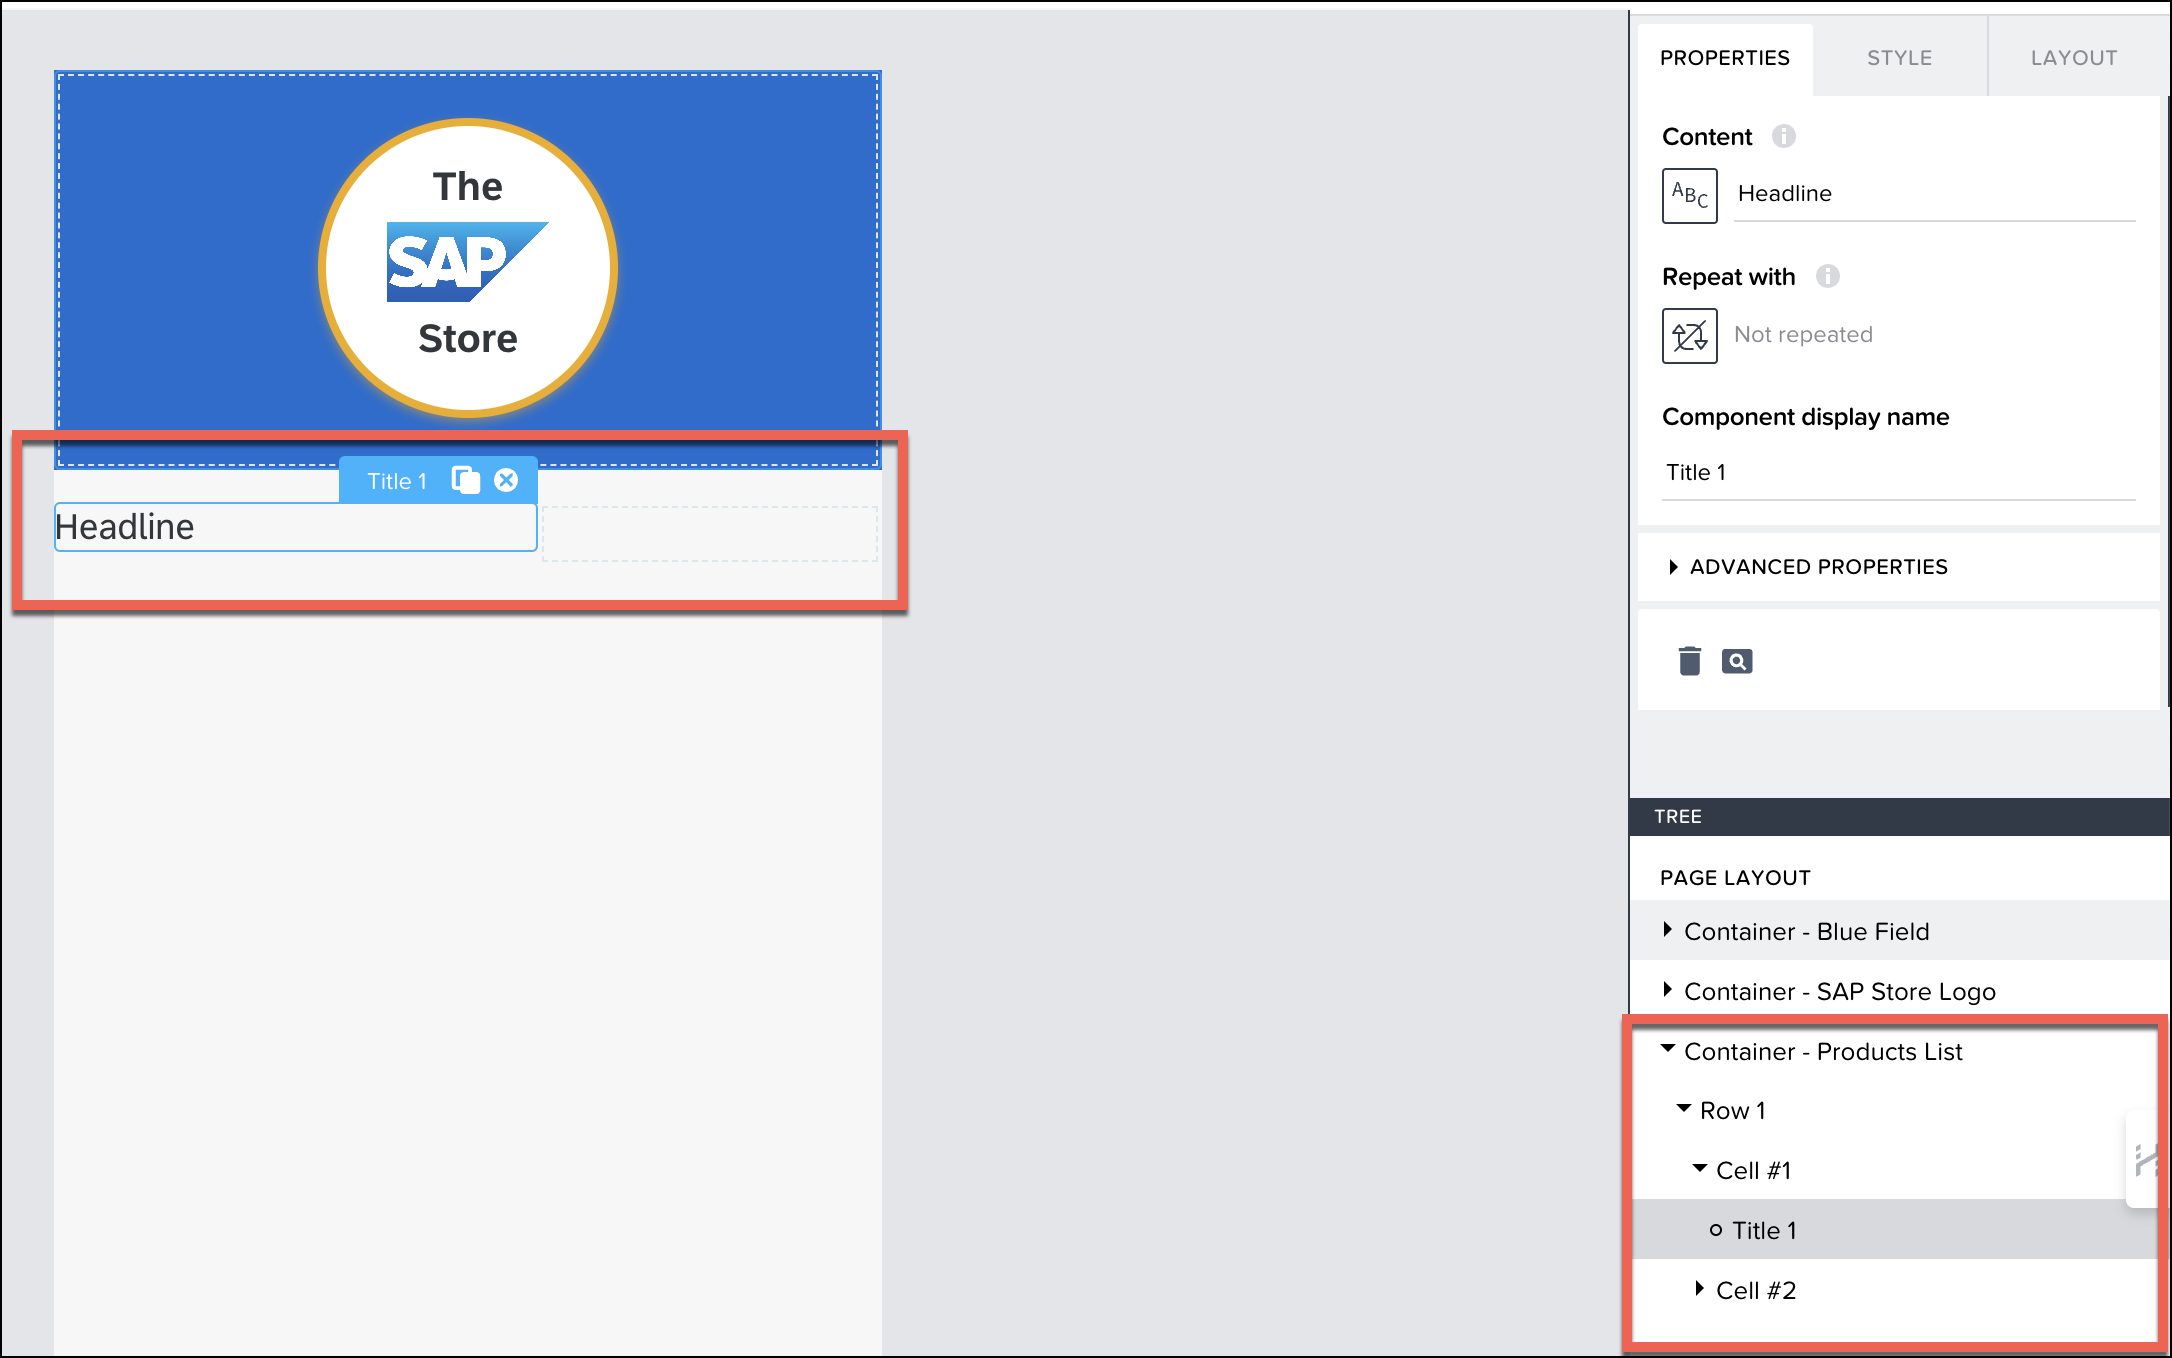 The
SAP
Store
Title 1
Headline
PROPERTIES
STYLE
LAYOUT
Content
ABC
Headline
Repeat with
Not repeated
Component display name
Title 1
ADVANCED PROPERTIES
TREE
PAGE LAYOUT
Container - Blue Field
Container - SAP Store Logo
Container - Products List
Row 1
Cell #1
Title 1
Cell #2